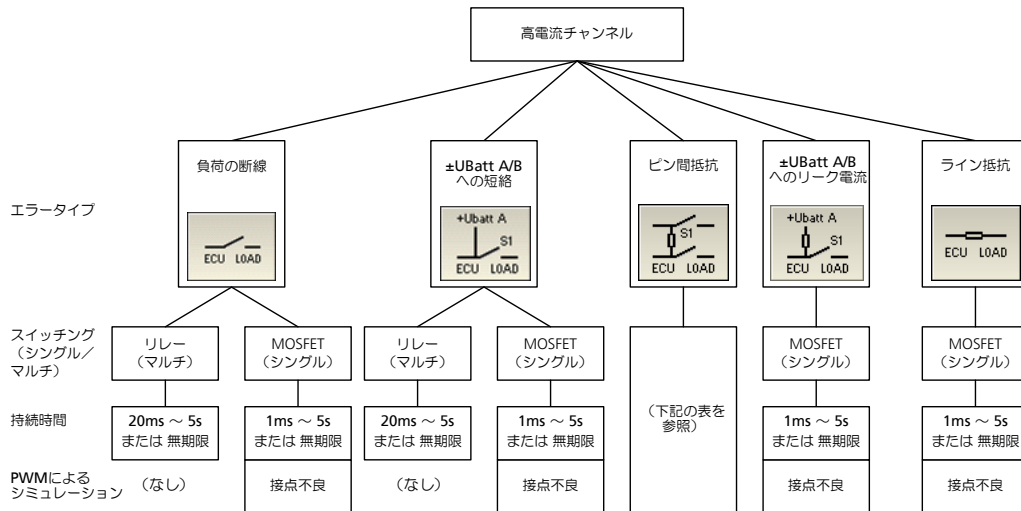 高電流チャンネル
エラータイプ
負荷の断線
ECU LOAD
±UBatt A/B
への短絡
+Ubatt A
S1
ECU LOAD
ピン間抵抗
S1
ECU LOAD
±UBatt A/B
へのリーク電流
+Ubatt A
S1
ECU LOAD
ライン抵抗
ECU LOAD
スイッチング
(シングル/
マルチ)
リレー
(マルチ)
MOSFET
(シングル)
リレー
(マルチ)
MOSFET
(シングル)
(下記の表を
参照)
MOSFET
(シングル)
MOSFET
(シングル)
持続時間
20ms ~ 5s
または 無期限
1ms ~ 5s
または 無期限
20ms ~ 5s
または 無期限
1ms ~ 5s
または 無期限
1ms ~ 5s
または 無期限
1ms ~ 5s
または 無期限
PWMによる
シミュレーション
(なし)
接点不良
(なし)
接点不良
接点不良
接点不良